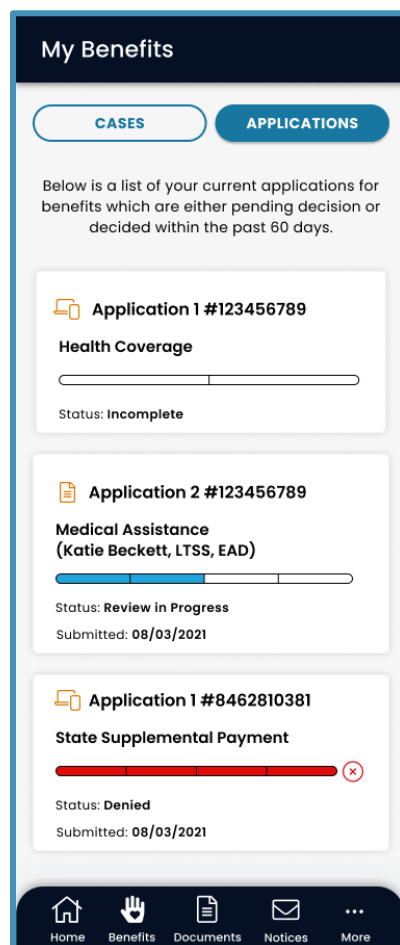 My Benefits
CASES
APPLICATIONS
Below is a list of your current applications for
benefits which are either pending decision or
decided within the past 60 days.
Application 1 #123456789
Health Coverage
Status: Incomplete
Application 2 #123456789
Medical Assistance
(Katie Beckett, LTSS, EAD)
Status: Review in Progress
Submitted: 08/03/2021
Application 1 #8462810381
State Supplemental Payment
Status: Denied
Submitted: 08/03/2021
Home
Benefits
Documents
Notices
More